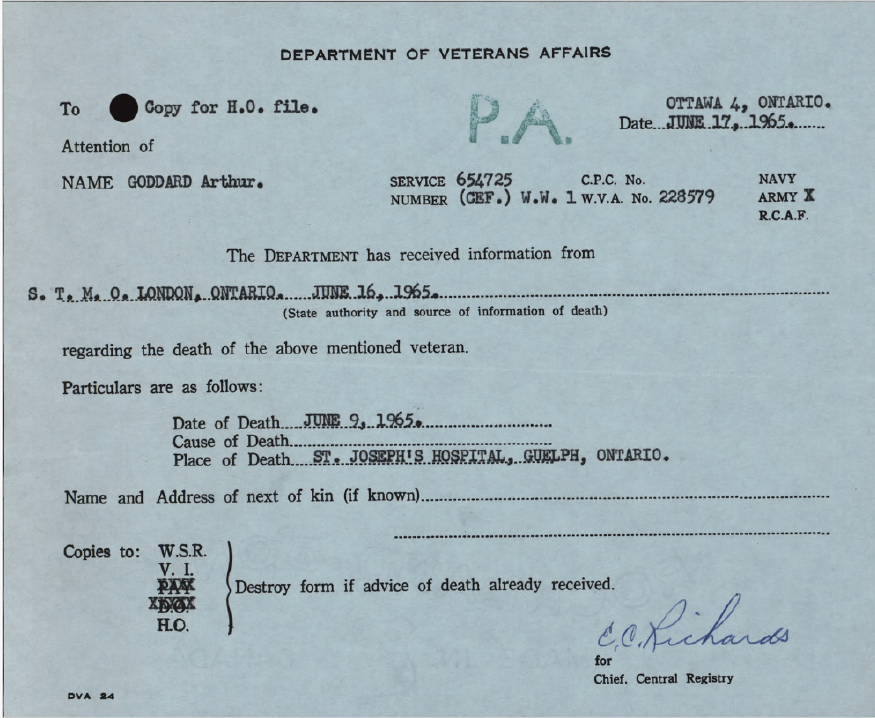 DEPARTMENT OF VETERANS AFFAIRS
To Copy for H.O. file. P.A. OTTAWA 4, ONTARIO.
Date JUNE 17, 1965.
Attention of
NAME GODDARD Arthur. SERVICE 654725 C.P.C. No. NAVY
NUMBER (CEF.) W.W. 1 W.V.A. No. 228579 ARMY X
R.C.A.F.
The DEPARTMENT has received information from
S. T. M. O. LONDON, ONTARIO. JUNE 16, 1965.
(State authority and source of information of death)
regarding the death of the above mentioned veteran.
Particulars are as follows:
Date of Death JUNE 9, 1965.
Cause of Death
Place of Death ST. JOSEPH'S HOSPITAL, GUELPH, ONTARIO.
Name and Address of next of kin (if known)
Copies to: W.S.R.
V. I.
PAY
D.O.
H.O.
Destroy form if advice of death already received.
E.C. Richards
for
Chief. Central Registry
DVA 24